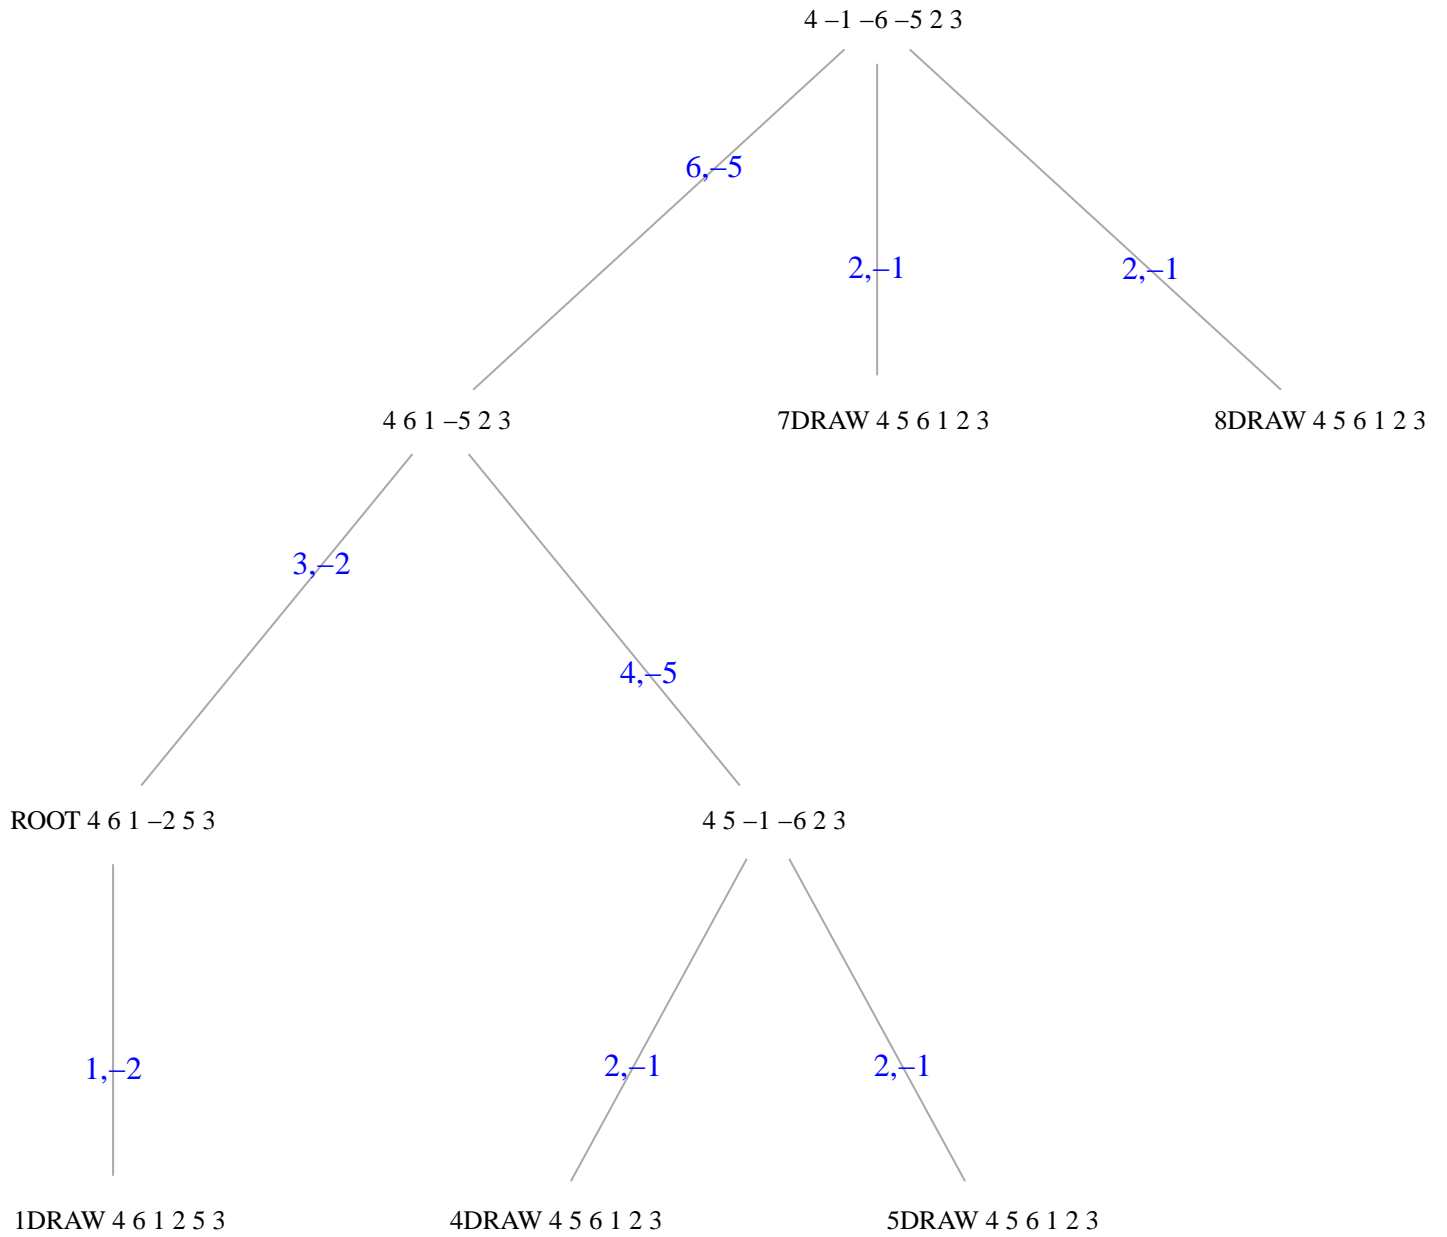 4 –1 –6 –5 2 3
6,–5
2,–1
2,–1
4 6 1 –5 2 3
7DRAW 4 5 6 1 2 3
8DRAW 4 5 6 1 2 3
3,–2
4,–5
ROOT 4 6 1 –2 5 3
4 5 –1 –6 2 3
1,–2
2,–1
2,–1
1DRAW 4 6 1 2 5 3
4DRAW 4 5 6 1 2 3
5DRAW 4 5 6 1 2 3